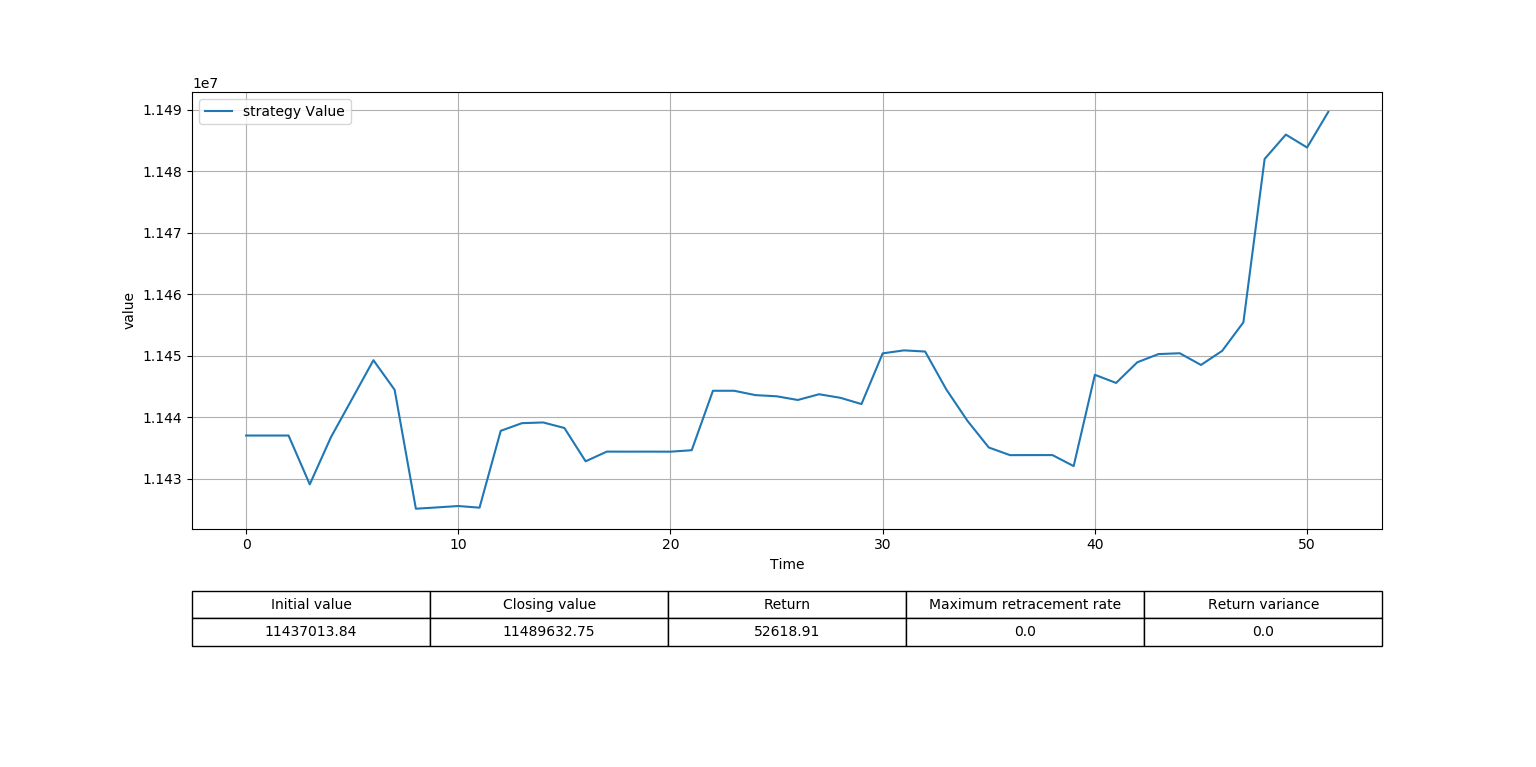 1e7
strategy Value
1.149
1.148
1.147
1.146
1.145
1.144
1.143
value
0 10 20 30 40 50
Time
Initial value Closing value Return Maximum retracement rate Return variance
11437013.84 11489632.75 52618.91 0.0 0.0